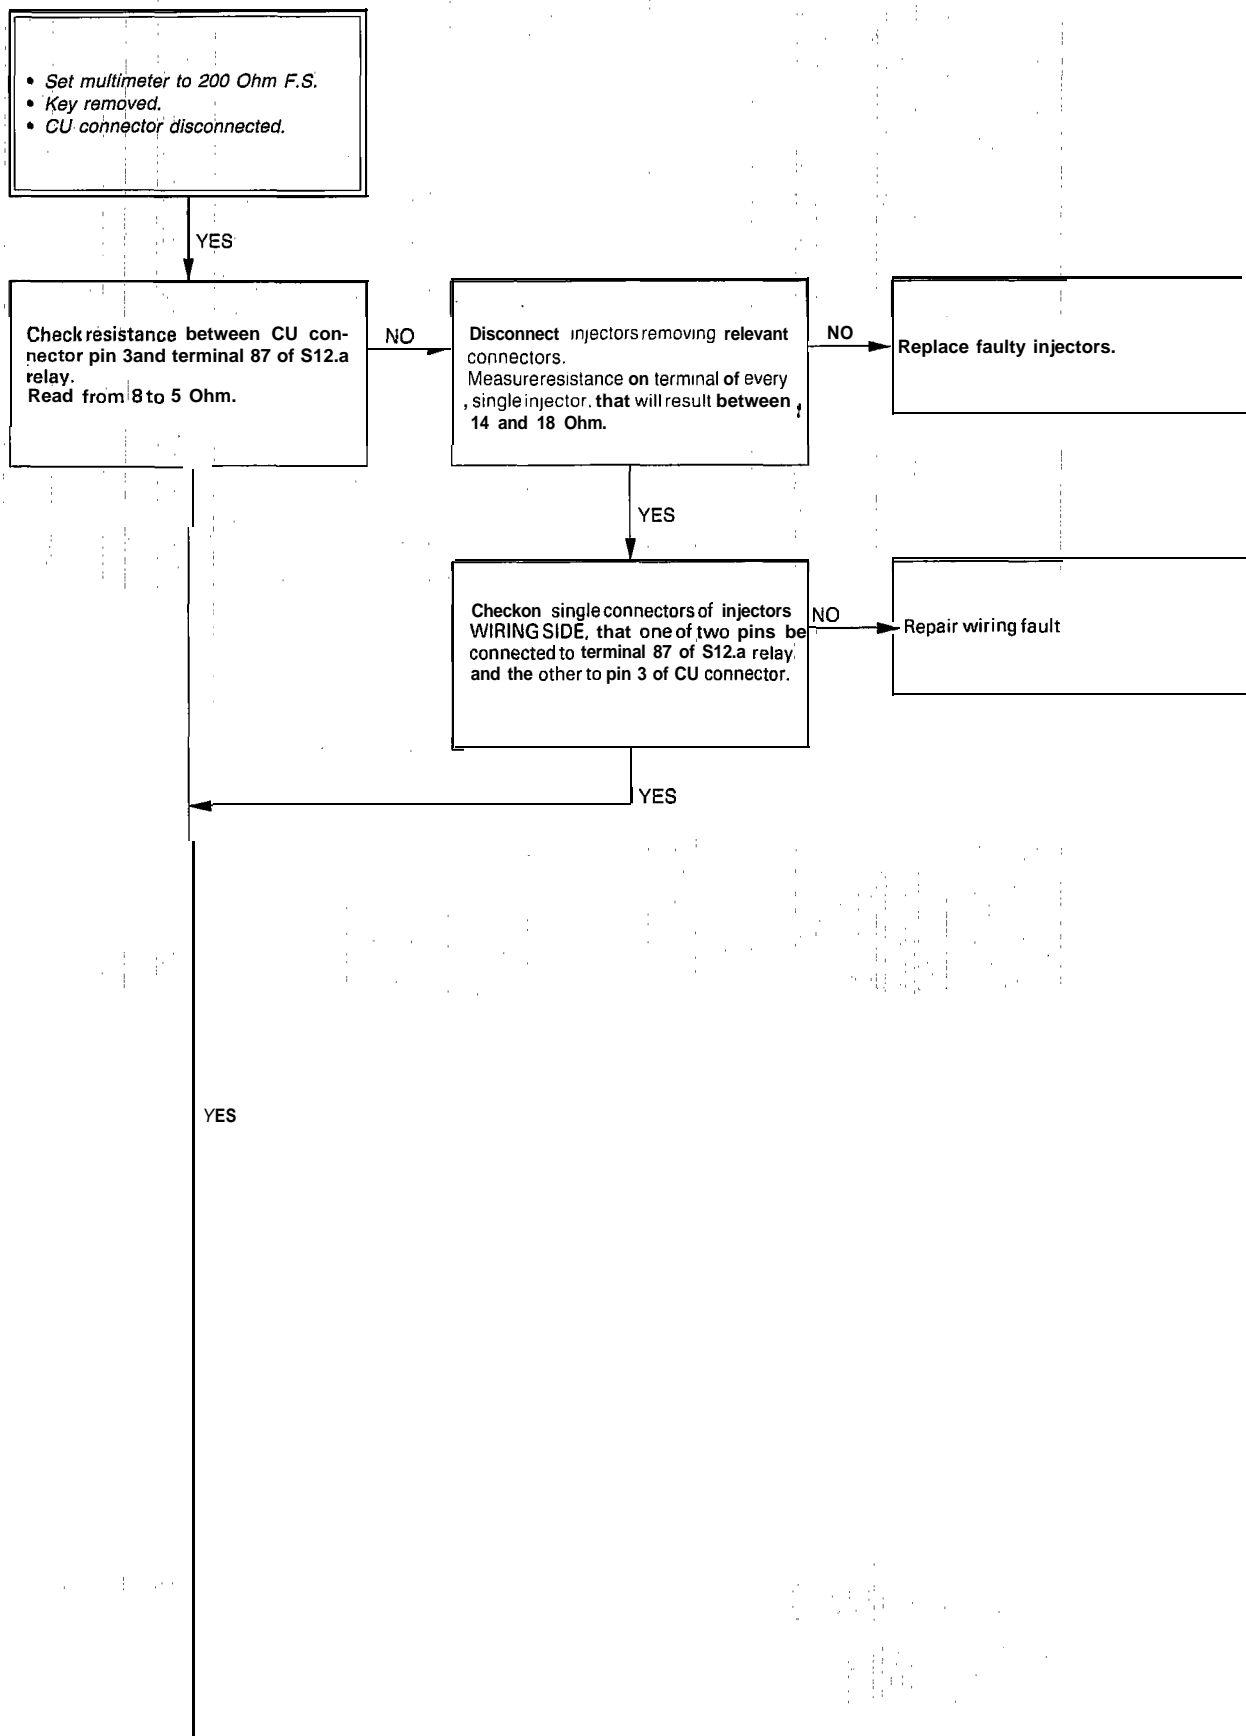 • Set multimeter to 200 Ohm F.S.
• Key removed.
• CU connector disconnected.
YES
Check resistance between CU con-
nector pin 3 and terminal 87 of S12.a
relay.
Read from 8 to 5 Ohm.
NO
Disconnect injectors removing relevant
connectors.
Measure resistance on terminal of every
single injector, that will result between
14 and 18 Ohm.
NO
Replace faulty injectors.
YES
Check on single connectors of injectors
WIRING SIDE, that one of two pins be
connected to terminal 87 of S12.a relay
and the other to pin 3 of CU connector.
NO
Repair wiring fault
YES
YES